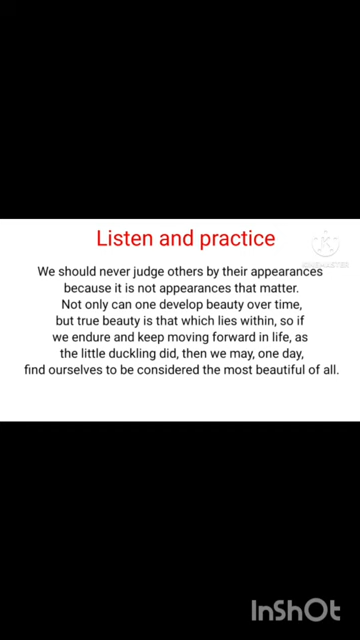 Listen and practice
We should never judge others by their appearances
because it is not appearances that matter.
Not only can one develop beauty over time,
but true beauty is that which lies within, so if
we endure and keep moving forward in life, as
the little duckling did, then we may, one day,
find ourselves to be considered the most beautiful of all.
K
KINEMASTER
InShOt